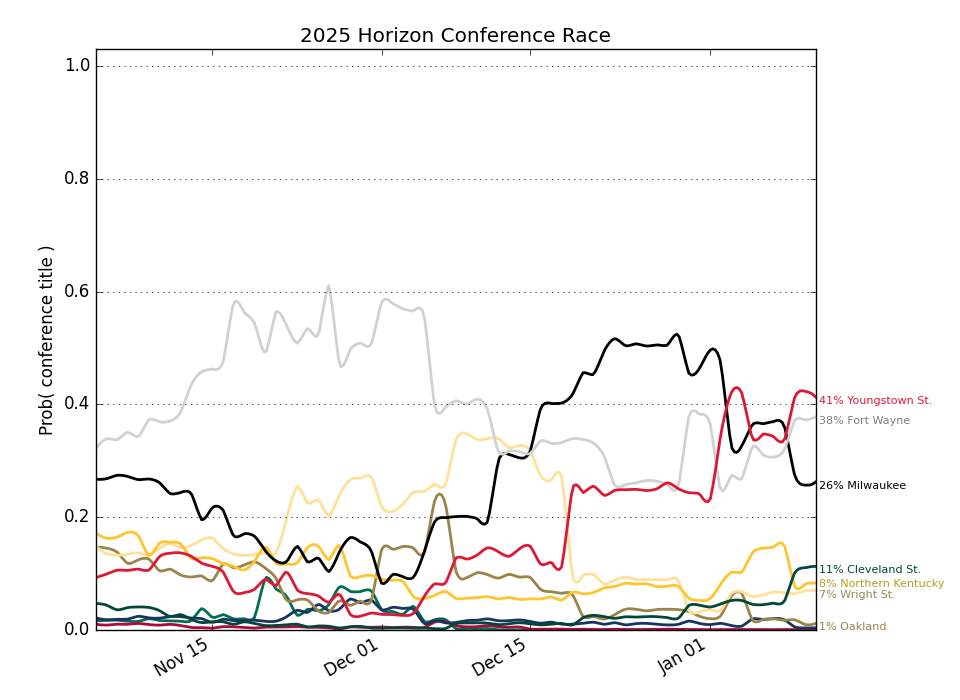 2025 Horizon Conference Race
Prob( conference title )
1.0
0.8
0.6
0.4
0.2
0.0
41% Youngstown St.
38% Fort Wayne
26% Milwaukee
11% Cleveland St.
8% Northern Kentucky
7% Wright St.
1% Oakland
Nov 15
Dec 01
Dec 15
Jan 01